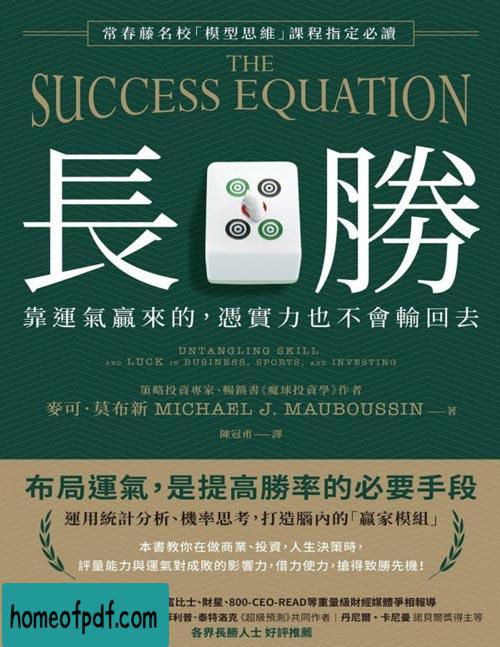 常春藤名校「模型思維」課程指定必讀
THE
SUCCESS EQUATION
長勝
靠運氣贏來的，憑實力也不會輸回去
UNTANGLING SKILL
AND LUCK IN BUSINESS, SPORTS, AND INVESTING
策略投資專家、暢銷書《魔球投資學》作者
麥可·莫布新 MICHAEL J. MAUBOUSSIN—著
陳冠甫—譯
布局運氣，是提高勝率的必要手段
運用統計分析、機率思考，打造腦內的「贏家模組」
本書教你在做商業、投資，人生決策時，
評量能力與運氣對成敗的影響力，借力使力，搶得致勝先機！
富比士、財星、800-CEO-READ等重量級財經媒體爭相報導
菲利普·泰特洛克《超級預測》共同作者｜丹尼爾·卡尼曼 諾貝爾獎得主等
各界長勝人士 好評推薦
homeofpdf.com